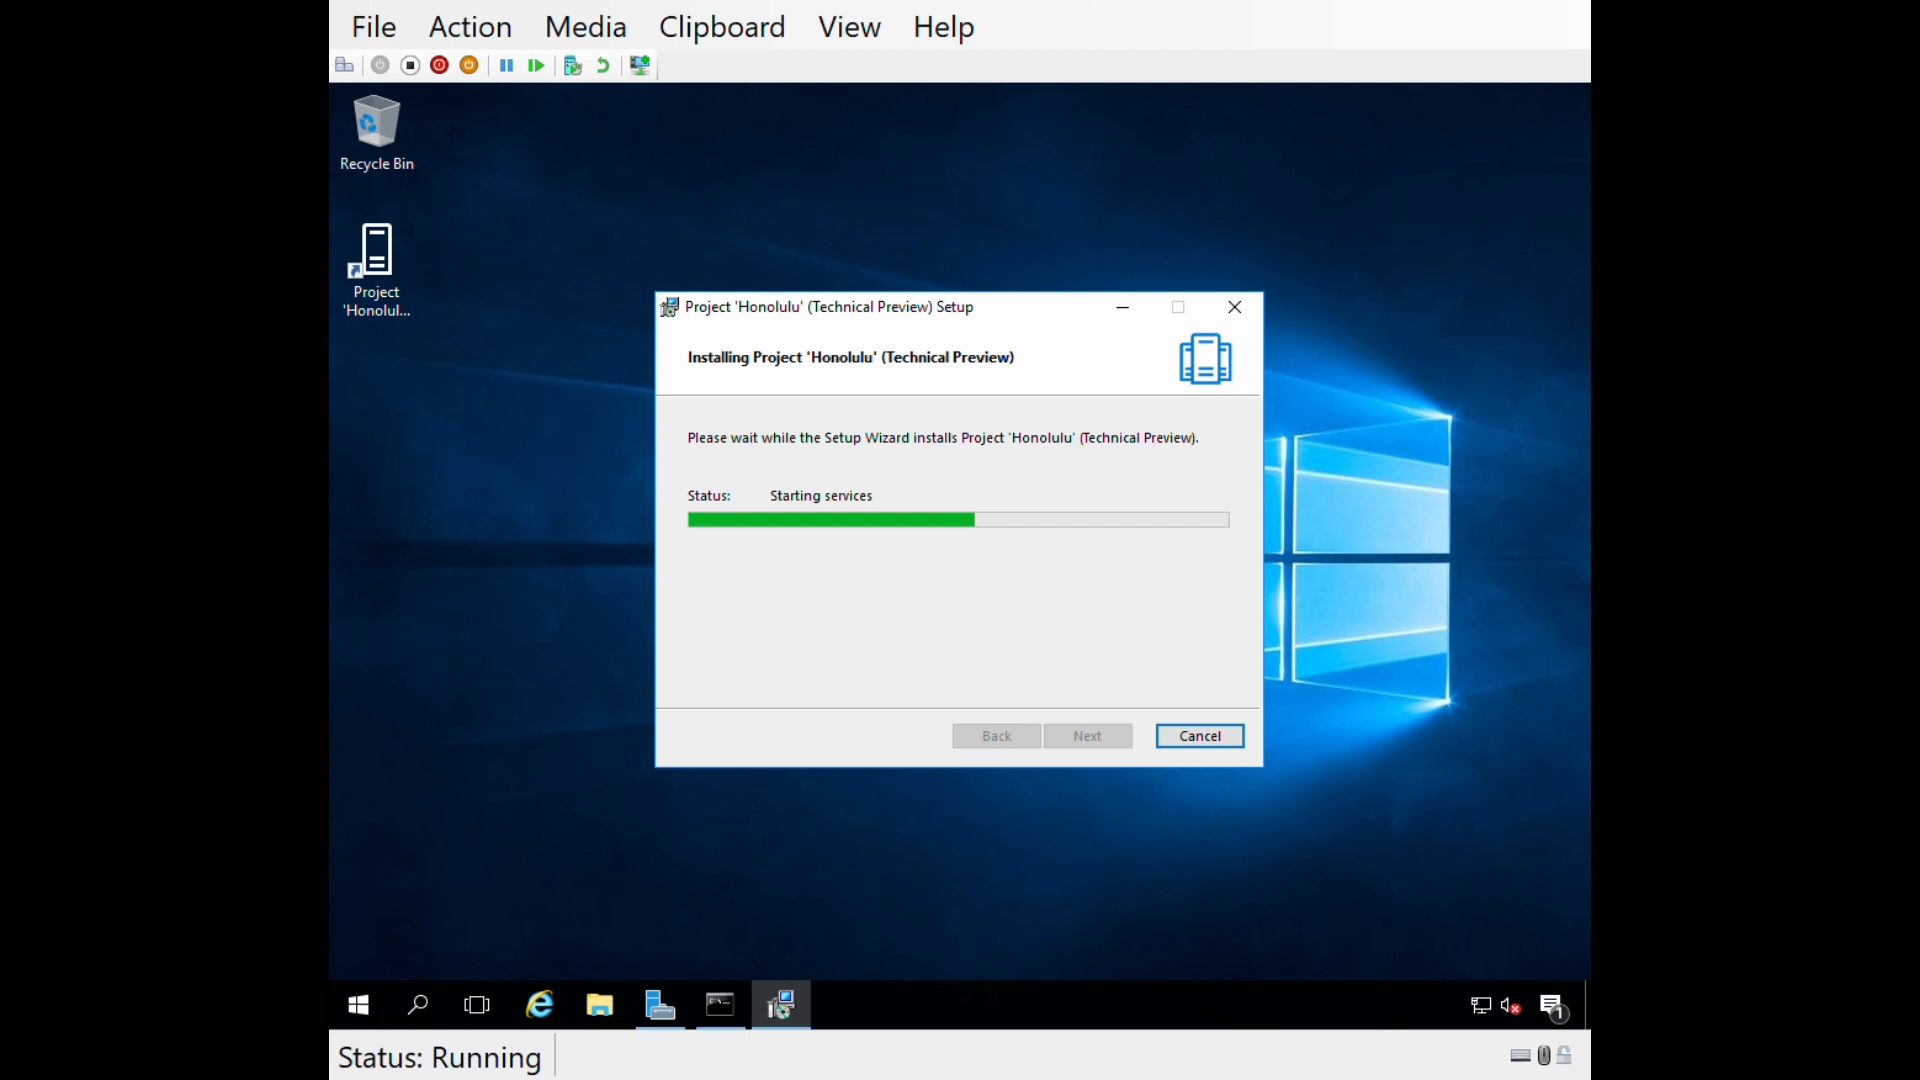 File Action Media Clipboard View Help
Recycle Bin
Project
'Honolul...
Project 'Honolulu' (Technical Preview) Setup
Installing Project 'Honolulu' (Technical Preview)
Please wait while the Setup Wizard installs Project 'Honolulu' (Technical Preview).
Status: Starting services
Back Next Cancel
1
Status: Running